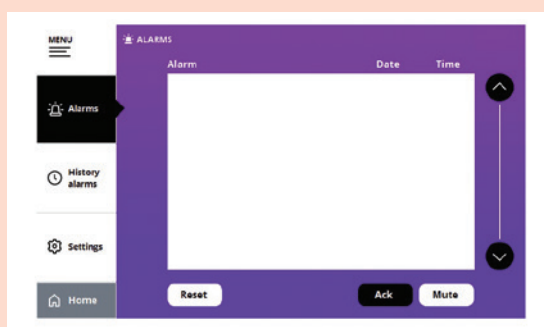 MENU
ALARMS
Alarm Date Time
Alarms
History
alarms
Settings
Home
Reset Ack Mute